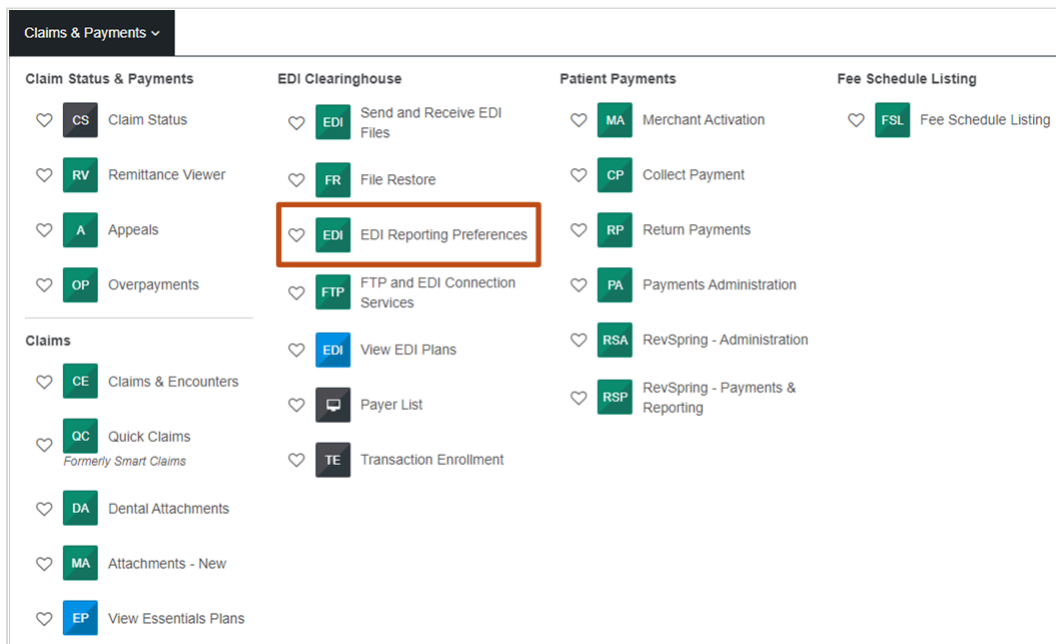 Claims & Payments
Claim Status & Payments
CS Claim Status
RV Remittance Viewer
A Appeals
OP Overpayments
Claims
CE Claims & Encounters
QC Quick Claims
Formerly Smart Claims
DA Dental Attachments
MA Attachments - New
EP View Essentials Plans
EDI Clearinghouse
EDI Send and Receive EDI
Files
FR File Restore
EDI EDI Reporting Preferences
FTP FTP and EDI Connection
Services
EDI View EDI Plans
Payer List
TE Transaction Enrollment
Patient Payments
MA Merchant Activation
CP Collect Payment
RP Return Payments
PA Payments Administration
RSA RevSpring - Administration
RSP RevSpring - Payments &
Reporting
Fee Schedule Listing
FSL Fee Schedule Listing